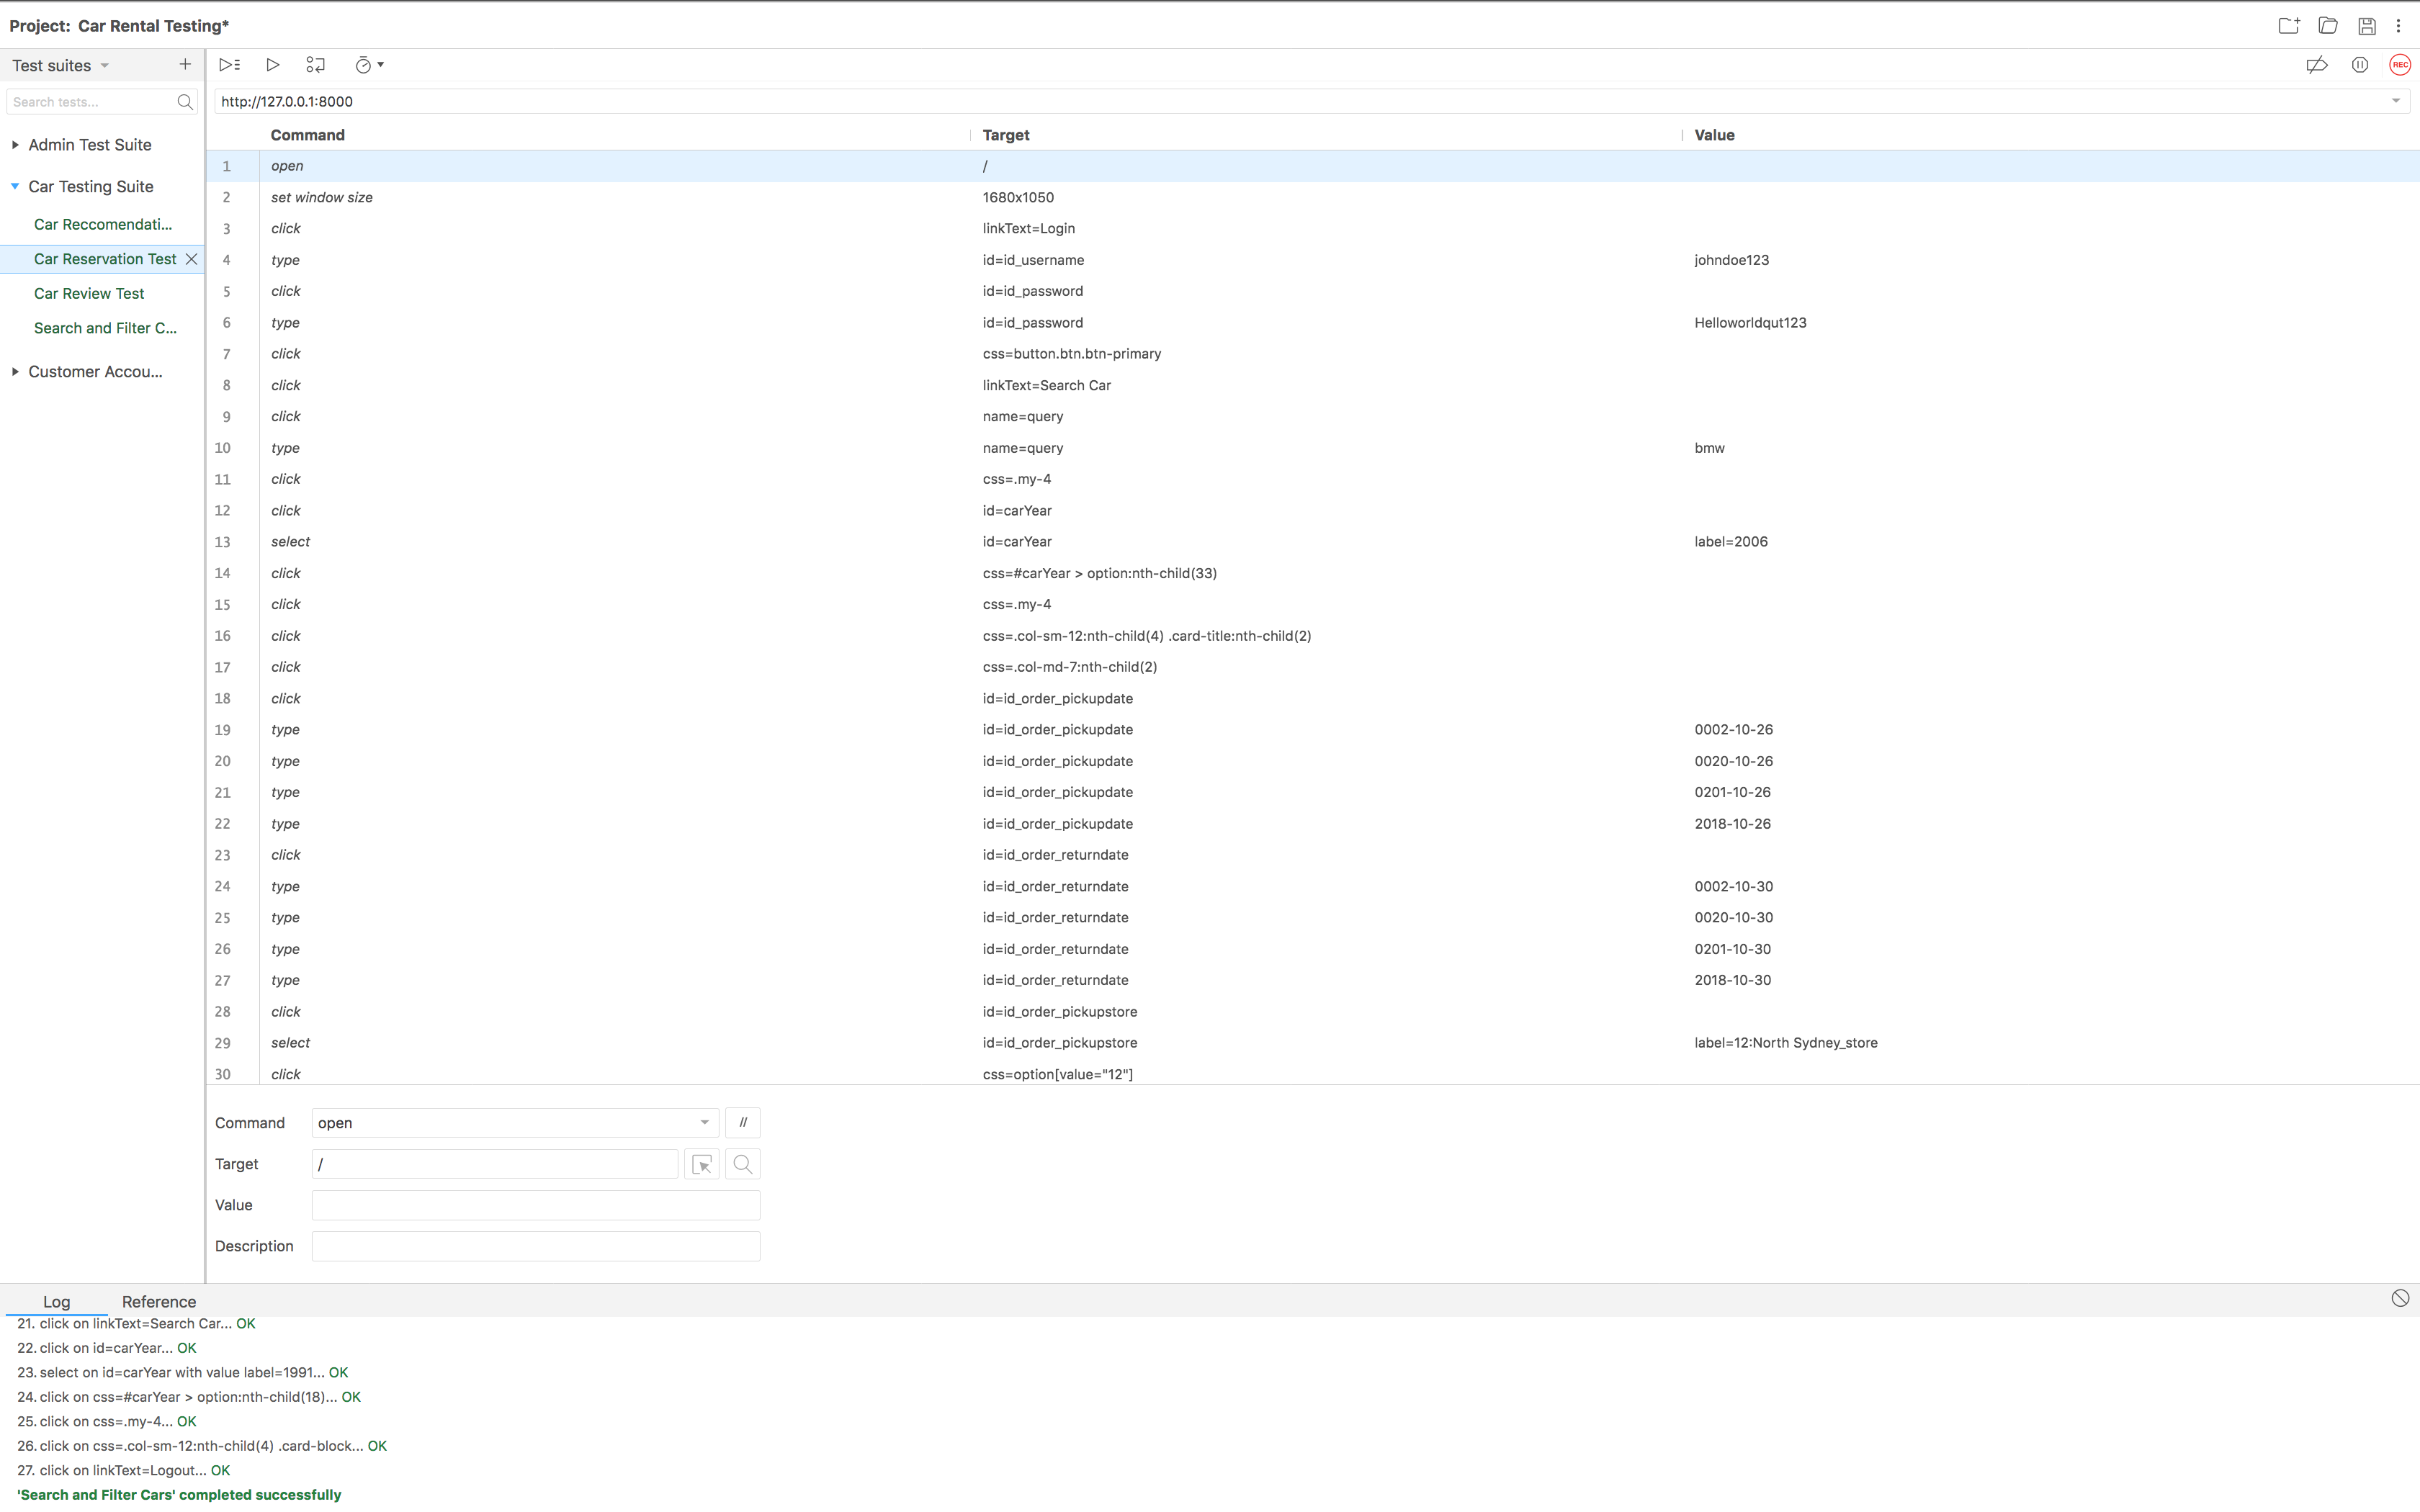 Project: Car Rental Testing*
Test suites
Search tests...
Admin Test Suite
Car Testing Suite
Car Reccomendati...
Car Reservation Test
Car Review Test
Search and Filter C...
Customer Accou...
REC
http://127.0.0.1:8000
Command Target Value
1 open /
2 set window size 1680x1050
3 click linkText=Login
4 type id=id_username johndoe123
5 click id=id_password
6 type id=id_password Helloworldqut123
7 click css=button.btn.btn-primary
8 click linkText=Search Car
9 click name=query
10 type name=query bmw
11 click css=.my-4
12 click id=carYear
13 select id=carYear label=2006
14 click css=#carYear > option:nth-child(33)
15 click css=.my-4
16 click css=.col-sm-12:nth-child(4) .card-title:nth-child(2)
17 click css=.col-md-7:nth-child(2)
18 click id=id_order_pickupdate
19 type id=id_order_pickupdate 0002-10-26
20 type id=id_order_pickupdate 0020-10-26
21 type id=id_order_pickupdate 0201-10-26
22 type id=id_order_pickupdate 2018-10-26
23 click id=id_order_returndate
24 type id=id_order_returndate 0002-10-30
25 type id=id_order_returndate 0020-10-30
26 type id=id_order_returndate 0201-10-30
27 type id=id_order_returndate 2018-10-30
28 click id=id_order_pickupstore
29 select id=id_order_pickupstore label=12:North Sydney_store
30 click css=option[value="12"]
Command open //
Target /
Value
Description
Log Reference
21. click on linkText=Search Car... OK
22. click on id=carYear... OK
23. select on id=carYear with value label=1991... OK
24. click on css=#carYear > option:nth-child(18)... OK
25. click on css=.my-4... OK
26. click on css=.col-sm-12:nth-child(4) .card-block... OK
27. click on linkText=Logout... OK
'Search and Filter Cars' completed successfully